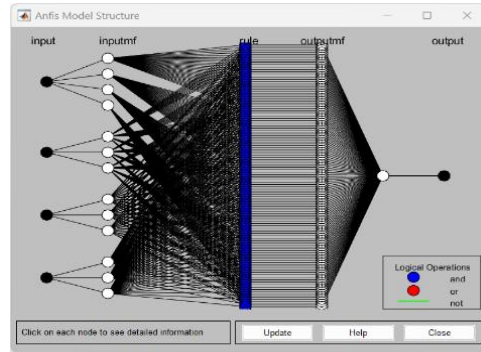 Anfis Model Structure
input inputmf rule outputmf output
Logical Operations
and
or
not
Click on each node to see detailed information
Update Help Close